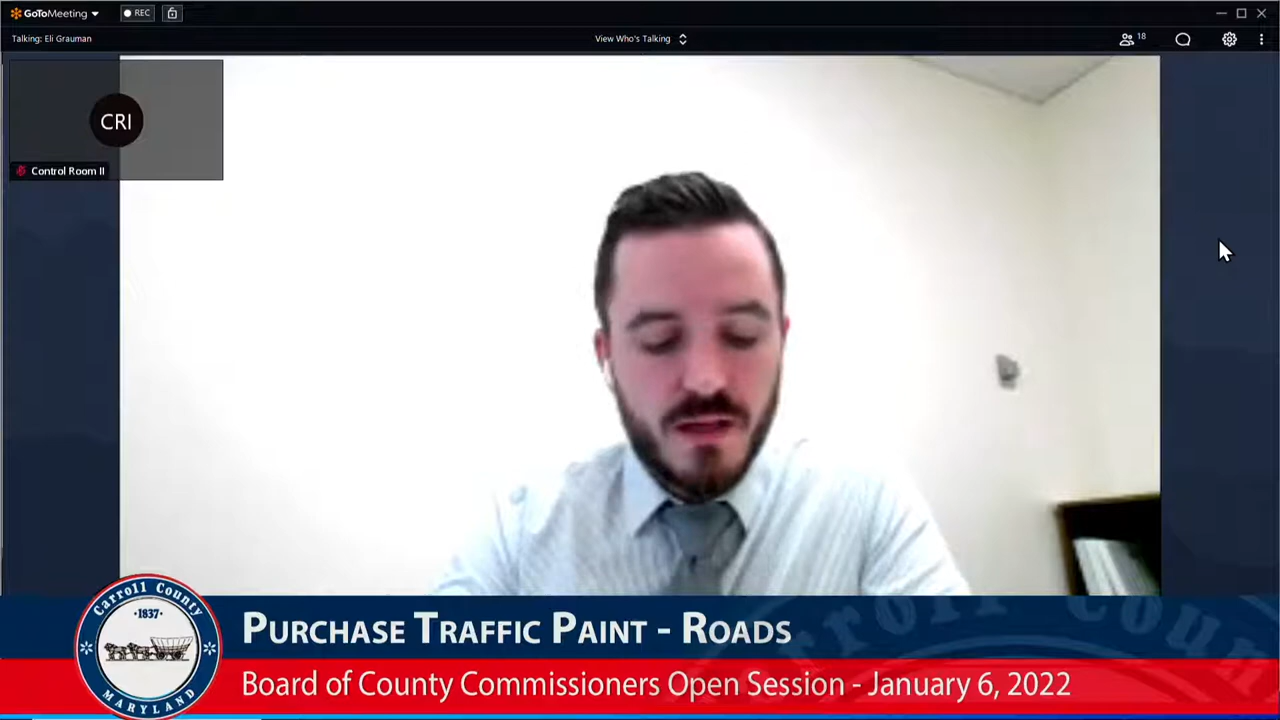 GoToMeeting
REC
Talking: Eli Grauman
View Who's Talking
18
CRI
Control Room II
Carroll County
·1837·
MARYLAND
PURCHASE TRAFFIC PAINT - ROADS
Board of County Commissioners Open Session - January 6, 2022
County